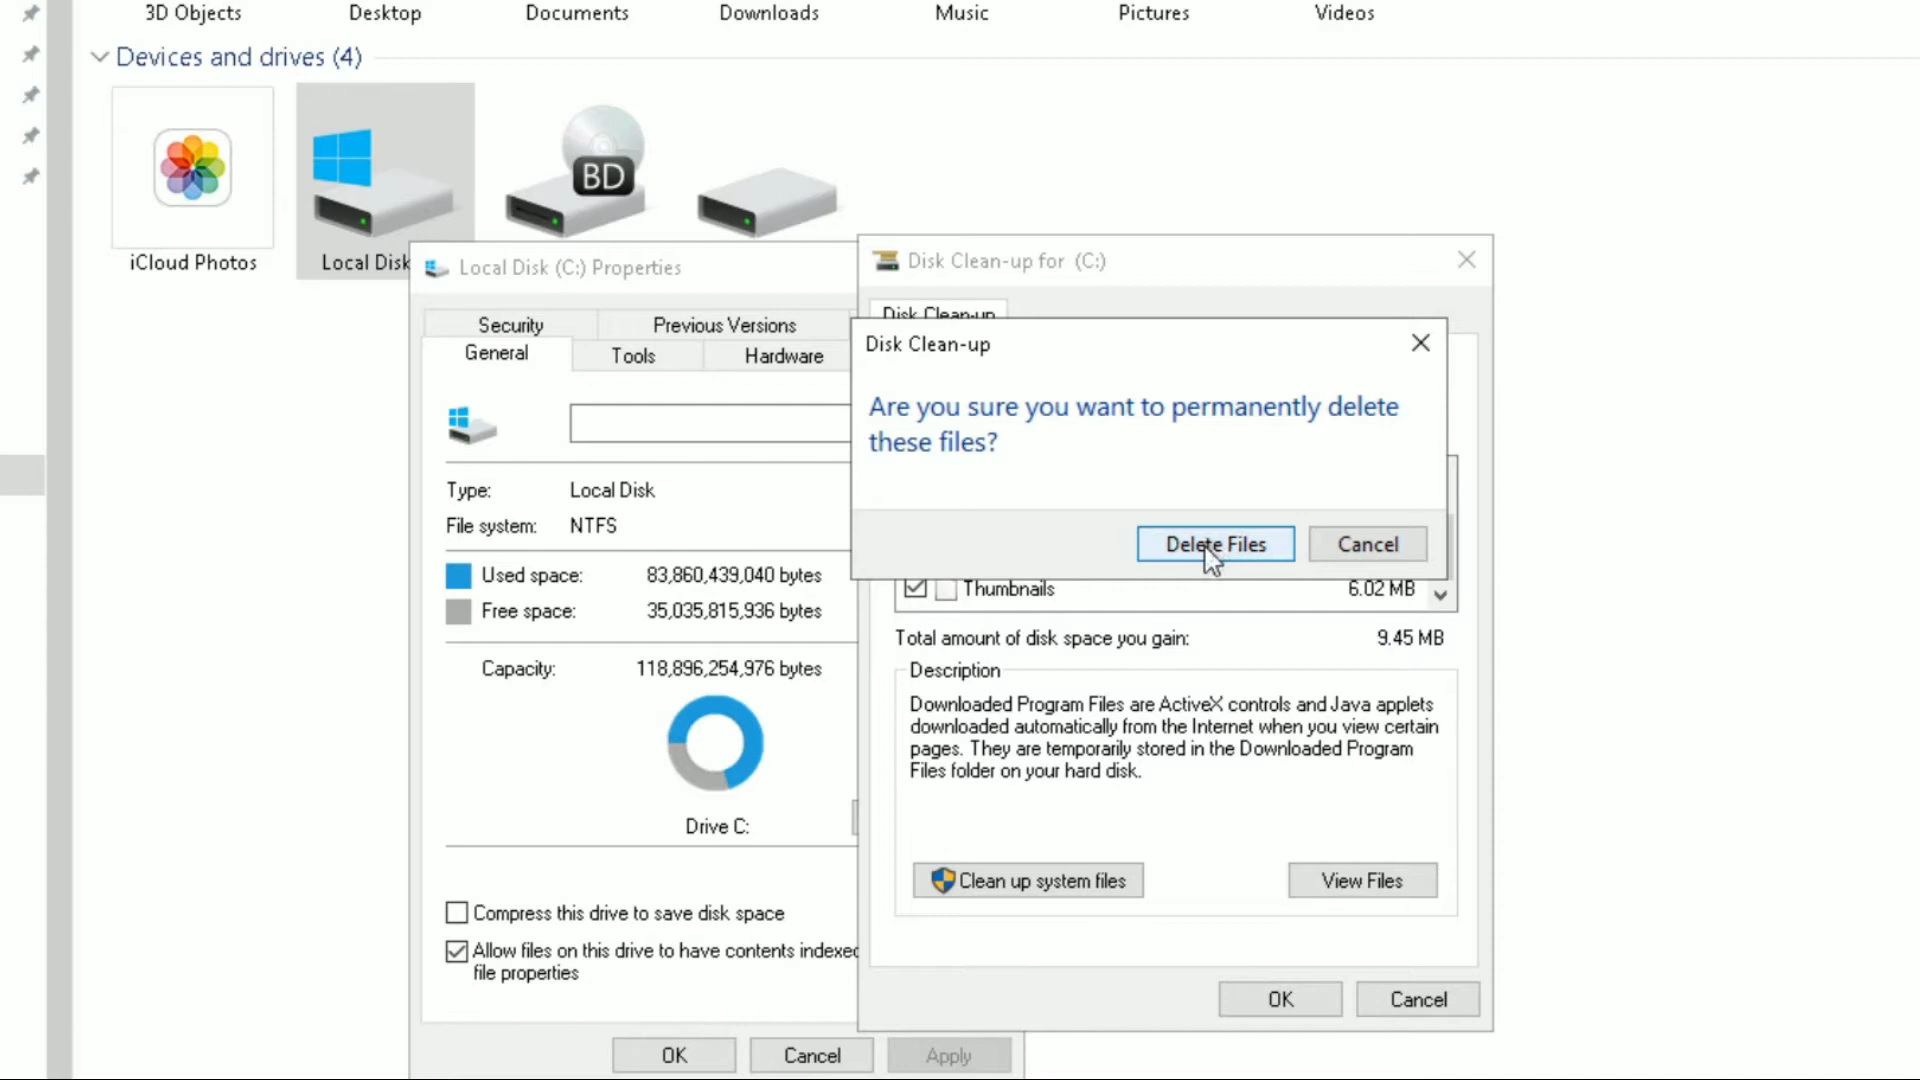 3D Objects
Desktop
Documents
Downloads
Music
Pictures
Videos
Devices and drives (4)
BD
iCloud Photos
Local Disk
Local Disk (C:) Properties
Security
Previous Versions
General
Tools
Hardware
Type:
Local Disk
File system:
NTFS
Used space:
83,860,439,040 bytes
Free space:
35,035,815,936 bytes
Capacity:
118,896,254,976 bytes
Drive C:
Compress this drive to save disk space
Allow files on this drive to have contents indexed
file properties
OK
Cancel
Apply
Disk Clean-up for (C:)
Disk Clean-up
Disk Clean-up
Are you sure you want to permanently delete
these files?
Delete Files
Cancel
Thumbnails
6.02 MB
Total amount of disk space you gain:
9.45 MB
Description
Downloaded Program Files are ActiveX controls and Java applets
downloaded automatically from the Internet when you view certain
pages. They are temporarily stored in the Downloaded Program
Files folder on your hard disk.
Clean up system files
View Files
OK
Cancel